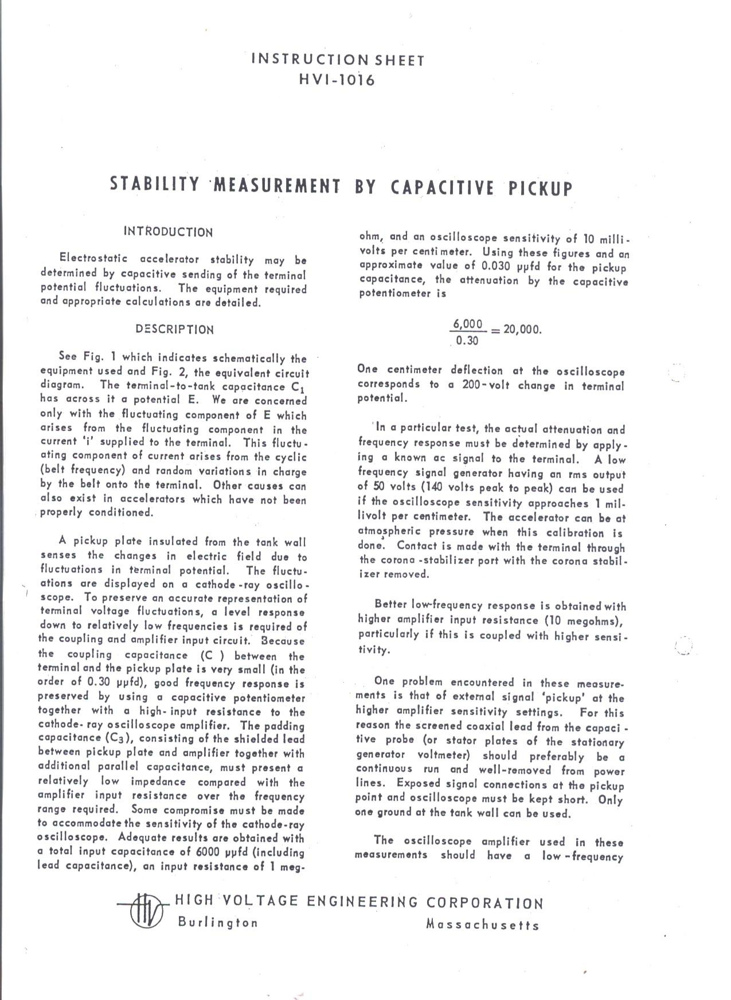 INSTRUCTION SHEET
HVI-1016
STABILITY MEASUREMENT BY CAPACITIVE PICKUP
INTRODUCTION
Electrostatic accelerator stability may be
determined by capacitive sending of the terminal
potential fluctuations. The equipment required
and appropriate calculations are detailed.
DESCRIPTION
See Fig. 1 which indicates schematically the
equipment used and Fig. 2, the equivalent circuit
diagram. The terminal-to-tank capacitance C1
has across it a potential E. We are concerned
only with the fluctuating component of E which
arises from the fluctuating component in the
current 'i' supplied to the terminal. This fluctu-
ating component of current arises from the cyclic
(belt frequency) and random variations in charge
by the belt onto the terminal. Other causes can
also exist in accelerators which have not been
properly conditioned.
A pickup plate insulated from the tank wall
senses the changes in electric field due to
fluctuations in terminal potential. The fluctu-
ations are displayed on a cathode-ray oscillo-
scope. To preserve an accurate representation of
terminal voltage fluctuations, a level response
down to relatively low frequencies is required of
the coupling and amplifier input circuit. Because
the coupling capacitance (C ) between the
terminal and the pickup plate is very small (in the
order of 0.30 µµfd), good frequency response is
preserved by using a capacitive potentiometer
together with a high-input resistance to the
cathode-ray oscilloscope amplifier. The padding
capacitance (C3), consisting of the shielded lead
between pickup plate and amplifier together with
additional parallel capacitance, must present a
relatively low impedance compared with the
amplifier input resistance over the frequency
range required. Some compromise must be made
to accommodate the sensitivity of the cathode-ray
oscilloscope. Adequate results are obtained with
a total input capacitance of 6000 µµfd (including
lead capacitance), an input resistance of 1 meg-
ohm, and an oscilloscope sensitivity of 10 milli-
volts per centimeter. Using these figures and an
approximate value of 0.030 µµfd for the pickup
capacitance, the attenuation by the capacitive
potentiometer is
6,000
0.30 = 20,000.
One centimeter deflection at the oscilloscope
corresponds to a 200-volt change in terminal
potential.
In a particular test, the actual attenuation and
frequency response must be determined by apply-
ing a known ac signal to the terminal. A low
frequency signal generator having an rms output
of 50 volts (140 volts peak to peak) can be used
if the oscilloscope sensitivity approaches 1 mil-
livolt per centimeter. The accelerator can be at
atmospheric pressure when this calibration is
done. Contact is made with the terminal through
the corona-stabilizer port with the corona stabil-
izer removed.
Better low-frequency response is obtained with
higher amplifier input resistance (10 megohms),
particularly if this is coupled with higher sensi-
tivity.
One problem encountered in these measure-
ments is that of external signal 'pickup' at the
higher amplifier sensitivity settings. For this
reason the screened coaxial lead from the capaci-
tive probe (or stator plates of the stationary
generator voltmeter) should preferably be a
continuous run and well-removed from power
lines. Exposed signal connections at the pickup
point and oscilloscope must be kept short. Only
one ground at the tank wall can be used.
The oscilloscope amplifier used in these
measurements should have a low-frequency
HIGH VOLTAGE ENGINEERING CORPORATION
Burlington Massachusetts